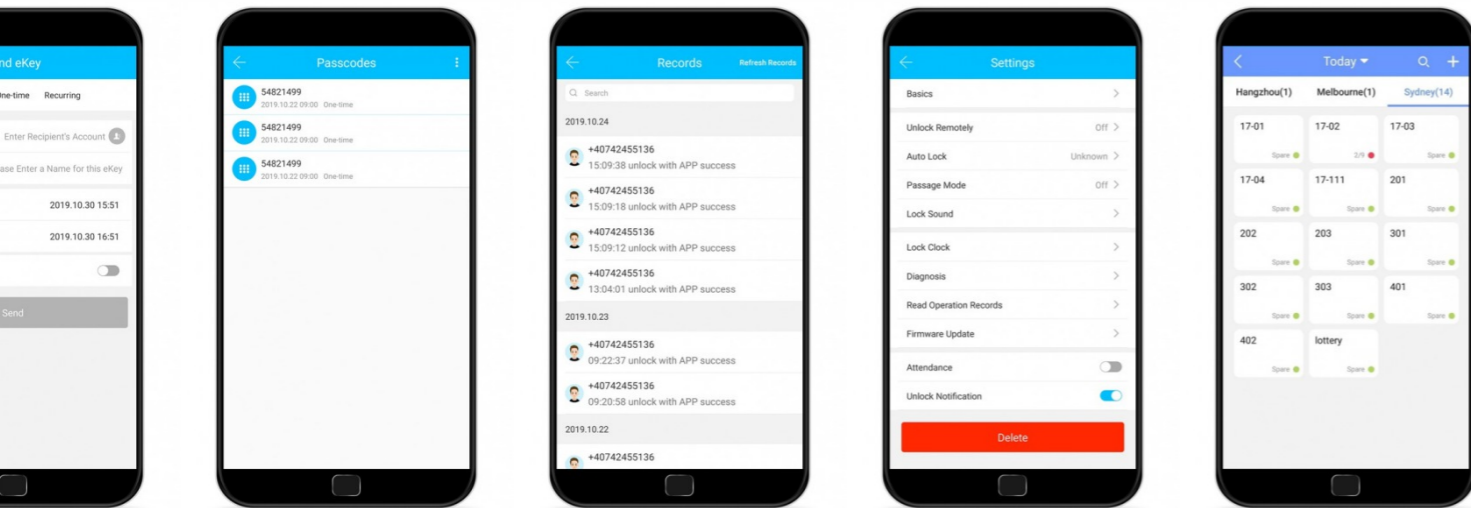 nd eKey
ne-time Recurring
Enter Recipient's Account
ase Enter a Name for this eKey
2019.10.30 15:51
2019.10.30 16:51
Send
Passcodes
54821499
2019.10.22 09:00 One-time
54821499
2019.10.22 09:00 One-time
54821499
2019.10.22 09:00 One-time
Records Refresh Records
Search
2019.10.24
+40742455136
15:09:38 unlock with APP success
+40742455136
15:09:18 unlock with APP success
+40742455136
15:09:12 unlock with APP success
+40742455136
13:04:01 unlock with APP success
2019.10.23
+40742455136
09:22:37 unlock with APP success
+40742455136
09:20:58 unlock with APP success
2019.10.22
+40742455136
Settings
Basics
Unlock Remotely Off
Auto Lock Unknown
Passage Mode Off
Lock Sound
Lock Clock
Diagnosis
Read Operation Records
Firmware Update
Attendance
Unlock Notification
Delete
Today
Hangzhou(1) Melbourne(1) Sydney(14)
17-01 17-02 17-03
Spare Spare
17-04 17-111 201
Spare Spare Spare
202 203 301
Spare Spare Spare
302 303 401
Spare Spare Spare
402 lottery
Spare Spare